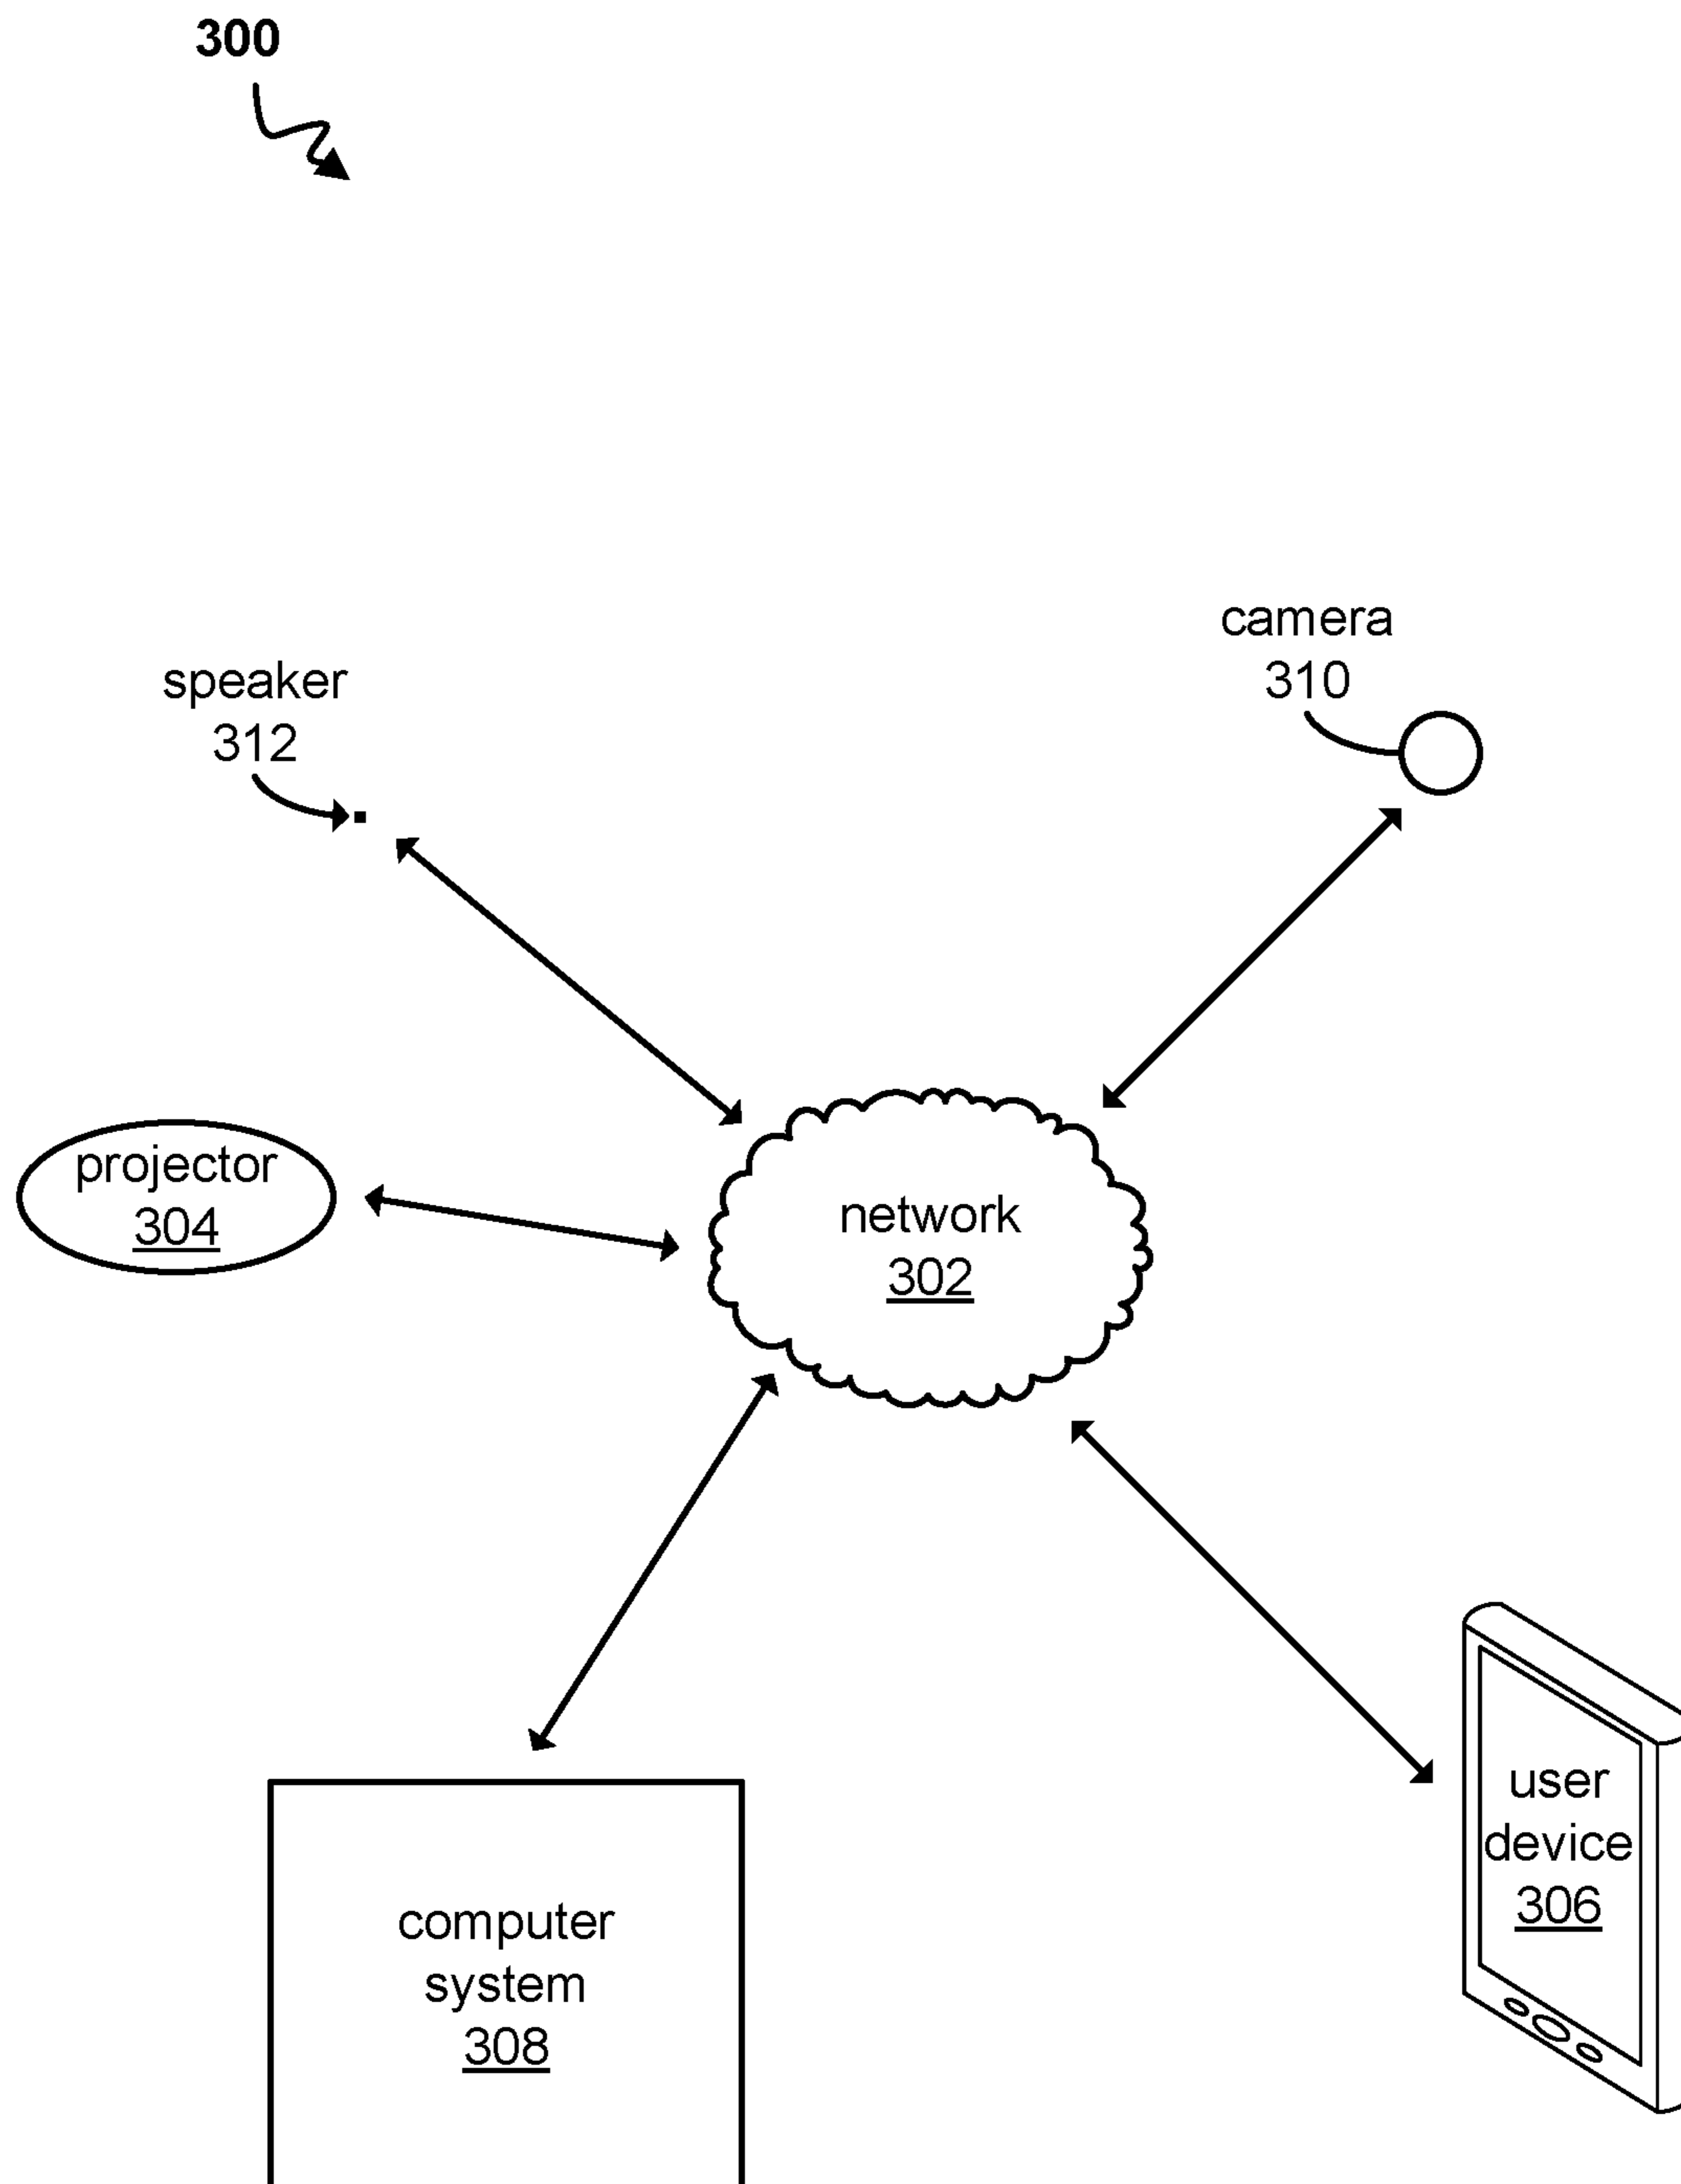 300
camera
310
speaker
312
projector
304
network
302
user
device
306
computer
system
308